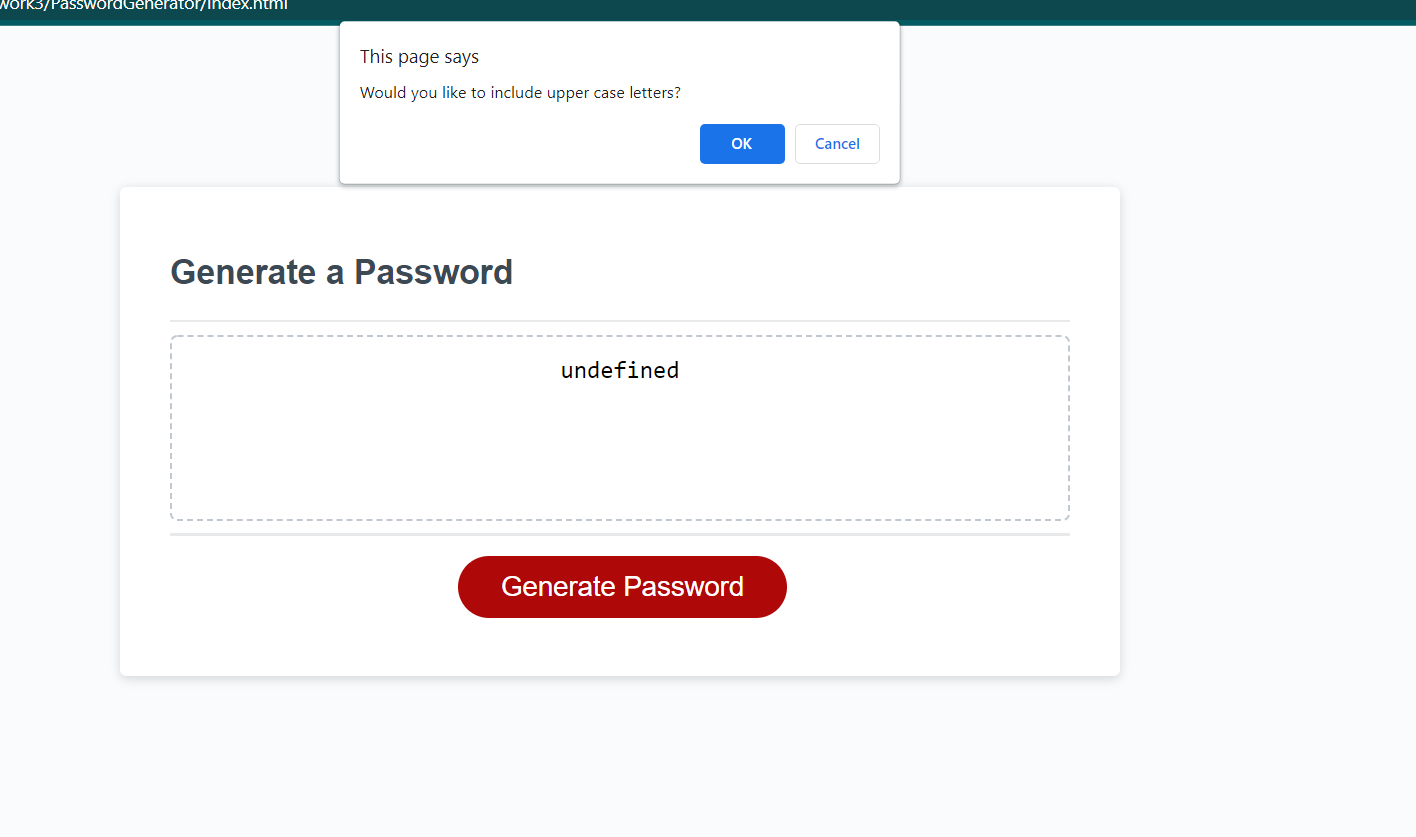 work3/PasswordGenerator/index.html
This page says
Would you like to include upper case letters?
OK
Cancel
Generate a Password
undefined
Generate Password